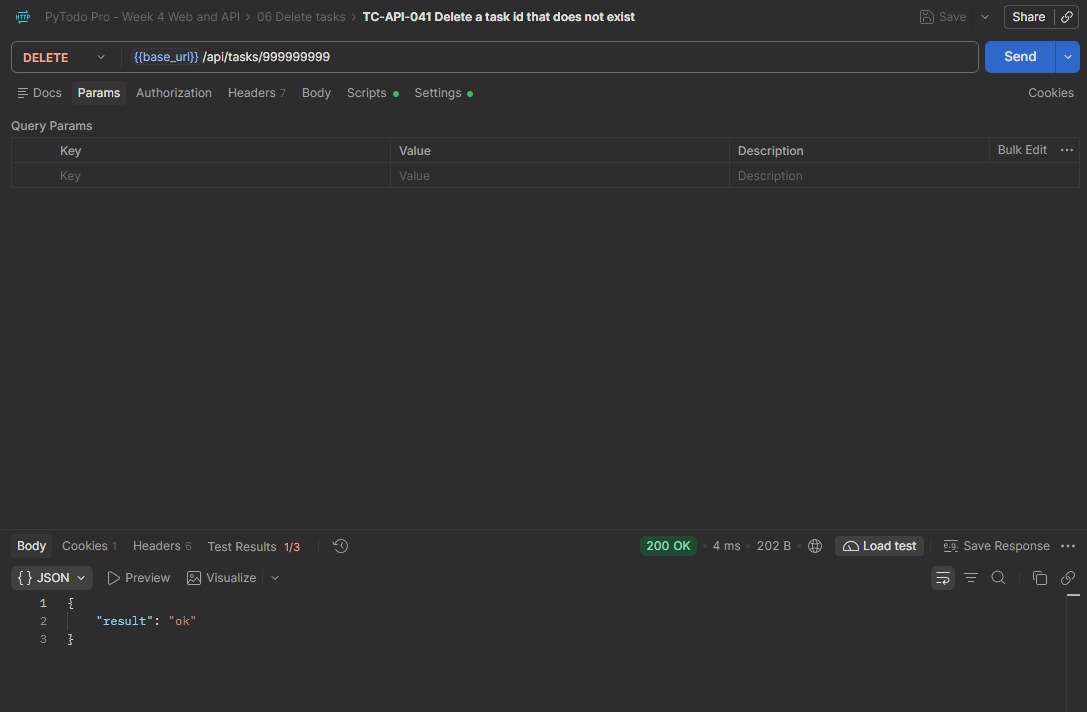 HTTP PyTodo Pro - Week 4 Web and API > 06 Delete tasks > TC-API-041 Delete a task id that does not exist Save Share
DELETE {{base_url}} /api/tasks/999999999 Send
Docs Params Authorization Headers 7 Body Scripts Settings Cookies
Query Params
Key Value Description Bulk Edit
Key Value Description
Body Cookies 1 Headers 6 Test Results 1/3 200 OK 4 ms 202 B Load test e.g. Save Response
{} JSON Preview Visualize
1 {
2 "result": "ok"
3 }